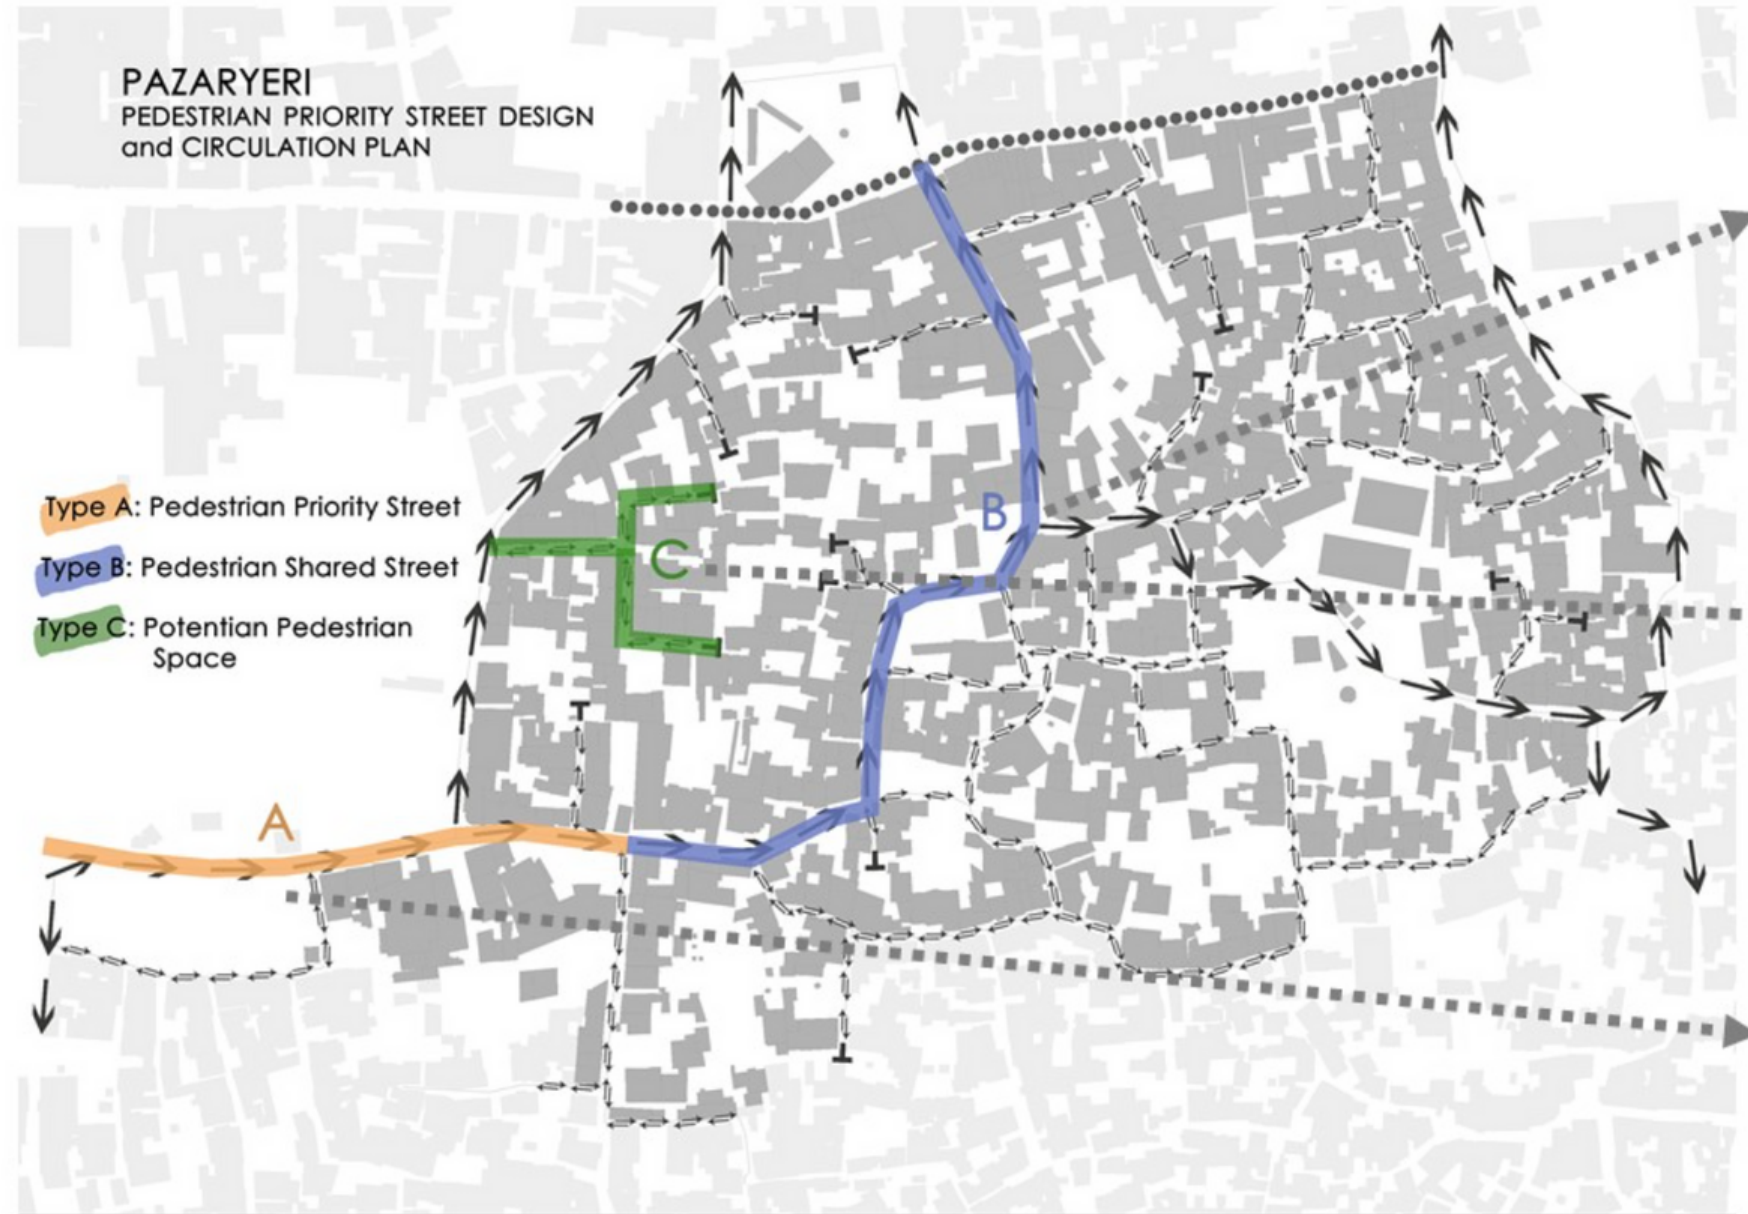 PAZARYERI
PEDESTRIAN PRIORITY STREET DESIGN
and CIRCULATION PLAN
Type A: Pedestrian Priority Street
Type B: Pedestrian Shared Street
Type C: Potentian Pedestrian
Space
A
B
C